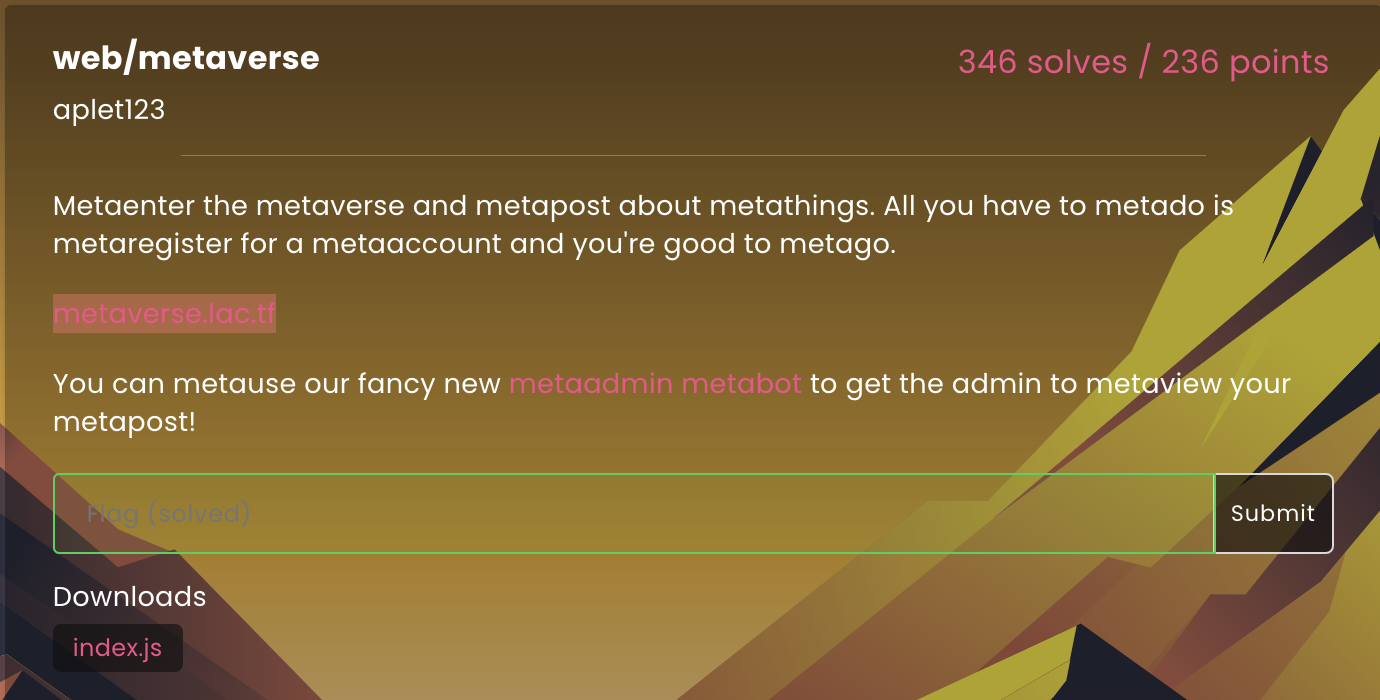 web/metaverse
346 solves / 236 points
aplet123
Metaenter the metaverse and metapost about metathings. All you have to metado is
metaregister for a metaaccount and you're good to metago.
metaverse.lac.tf
You can metause our fancy new metaadmin metabot to get the admin to metaview your
metapost!
Flag (solved)
Submit
Downloads
index.js